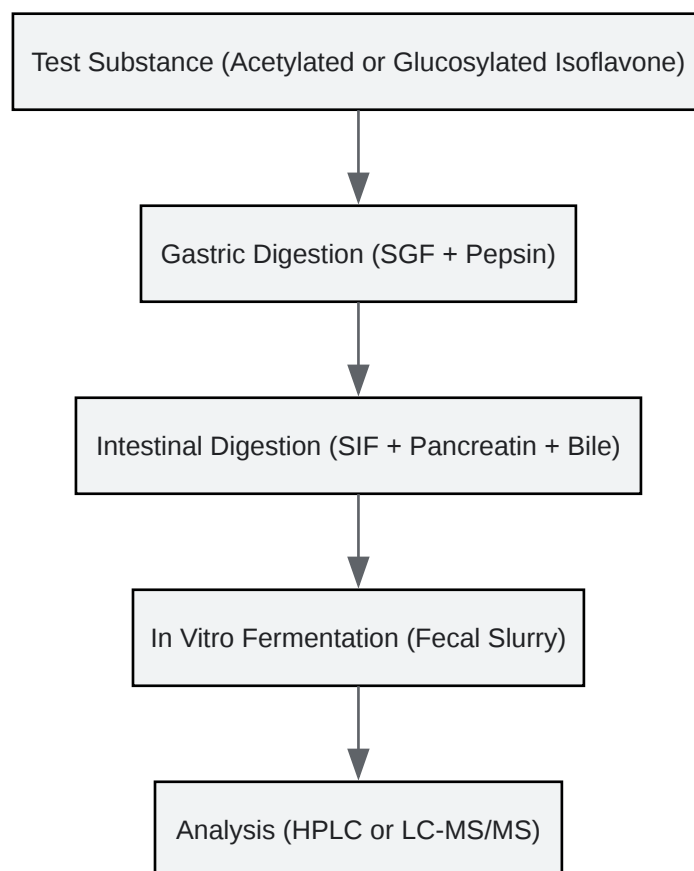 Test Substance (Acetylated or Glucosylated Isoflavone)
Gastric Digestion (SGF + Pepsin)
Intestinal Digestion (SIF + Pancreatin + Bile)
In Vitro Fermentation (Fecal Slurry)
Analysis (HPLC or LC-MS/MS)